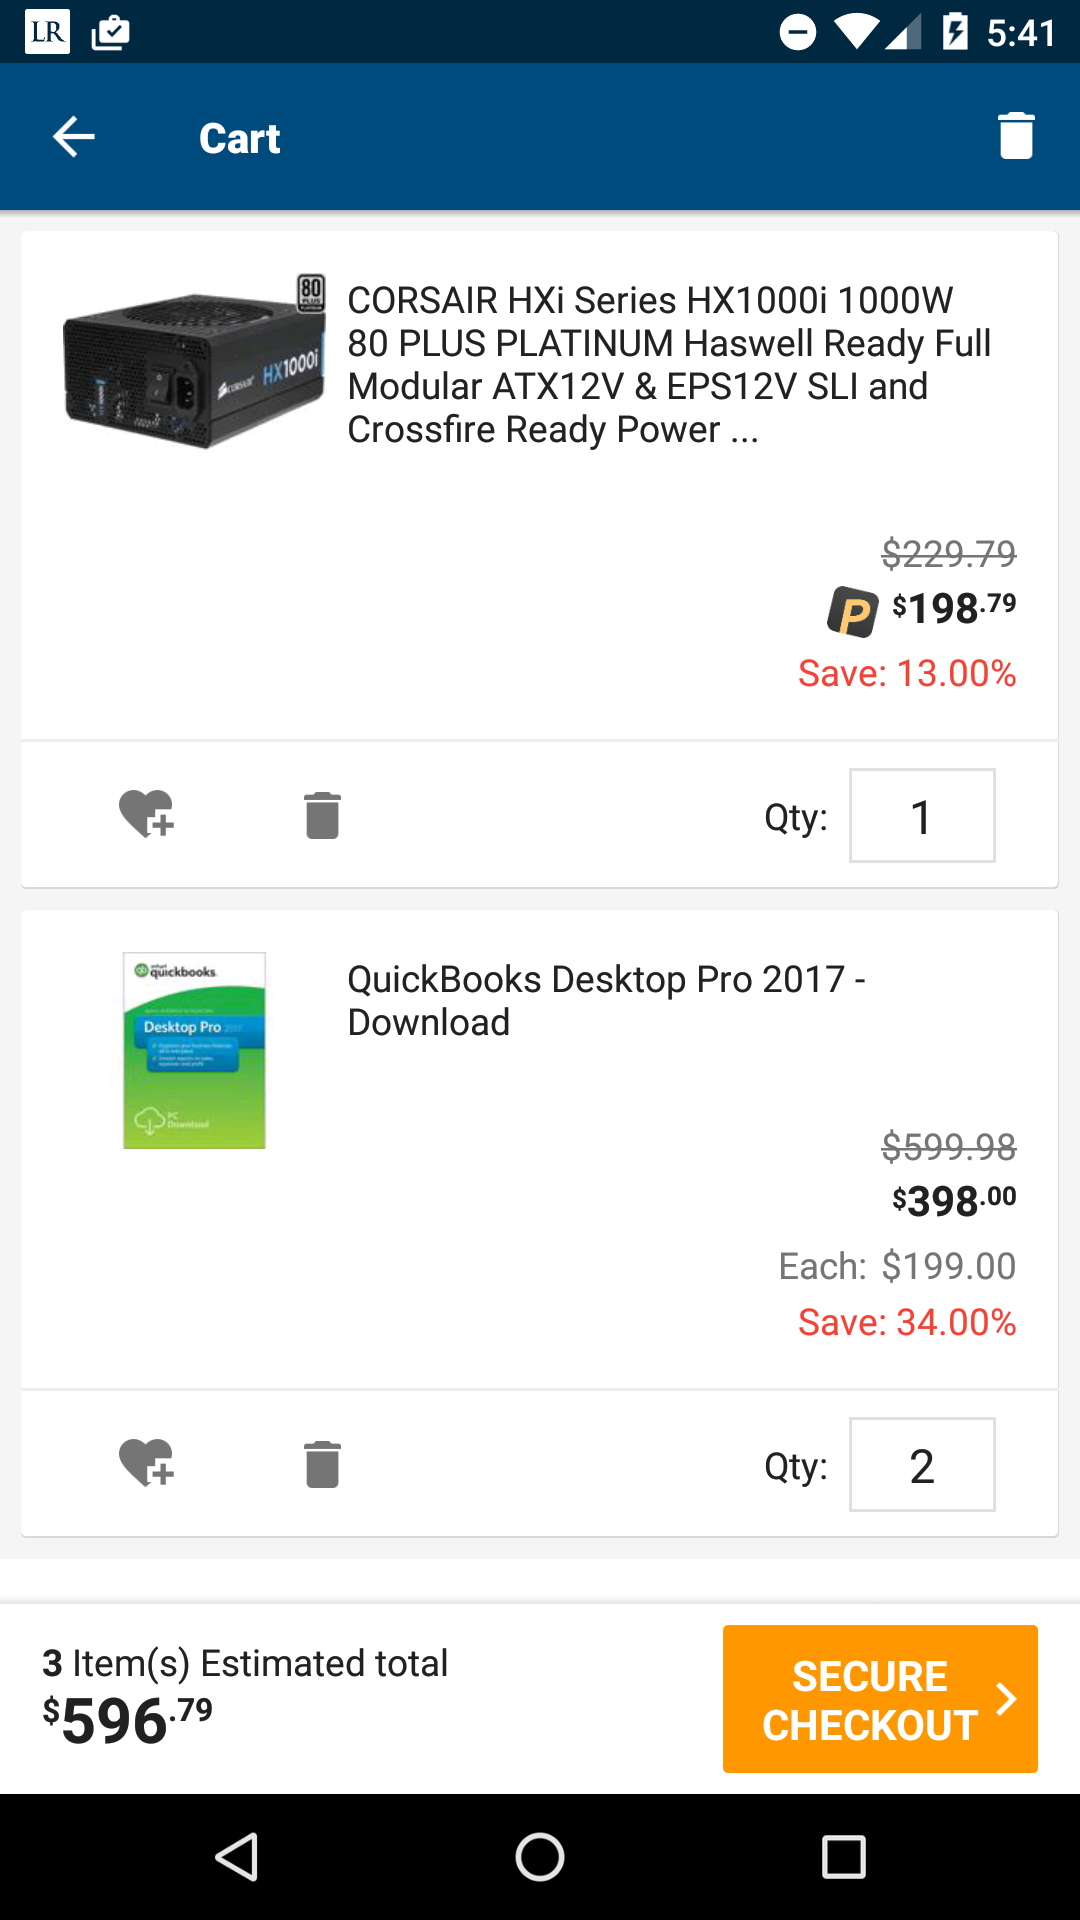 LR
5:41
Cart
80
PLUS
HX1000i
CORSAIR
CORSAIR HXi Series HX1000i 1000W
80 PLUS PLATINUM Haswell Ready Full
Modular ATX12V & EPS12V SLI and
Crossfire Ready Power ...
$229.79
P $198.79
Save: 13.00%
Qty: 1
quickbooks
Desktop Pro 2017
PC
Download
QuickBooks Desktop Pro 2017 -
Download
$599.98
$398.00
Each: $199.00
Save: 34.00%
Qty: 2
3 Item(s) Estimated total
$596.79
SECURE
CHECKOUT